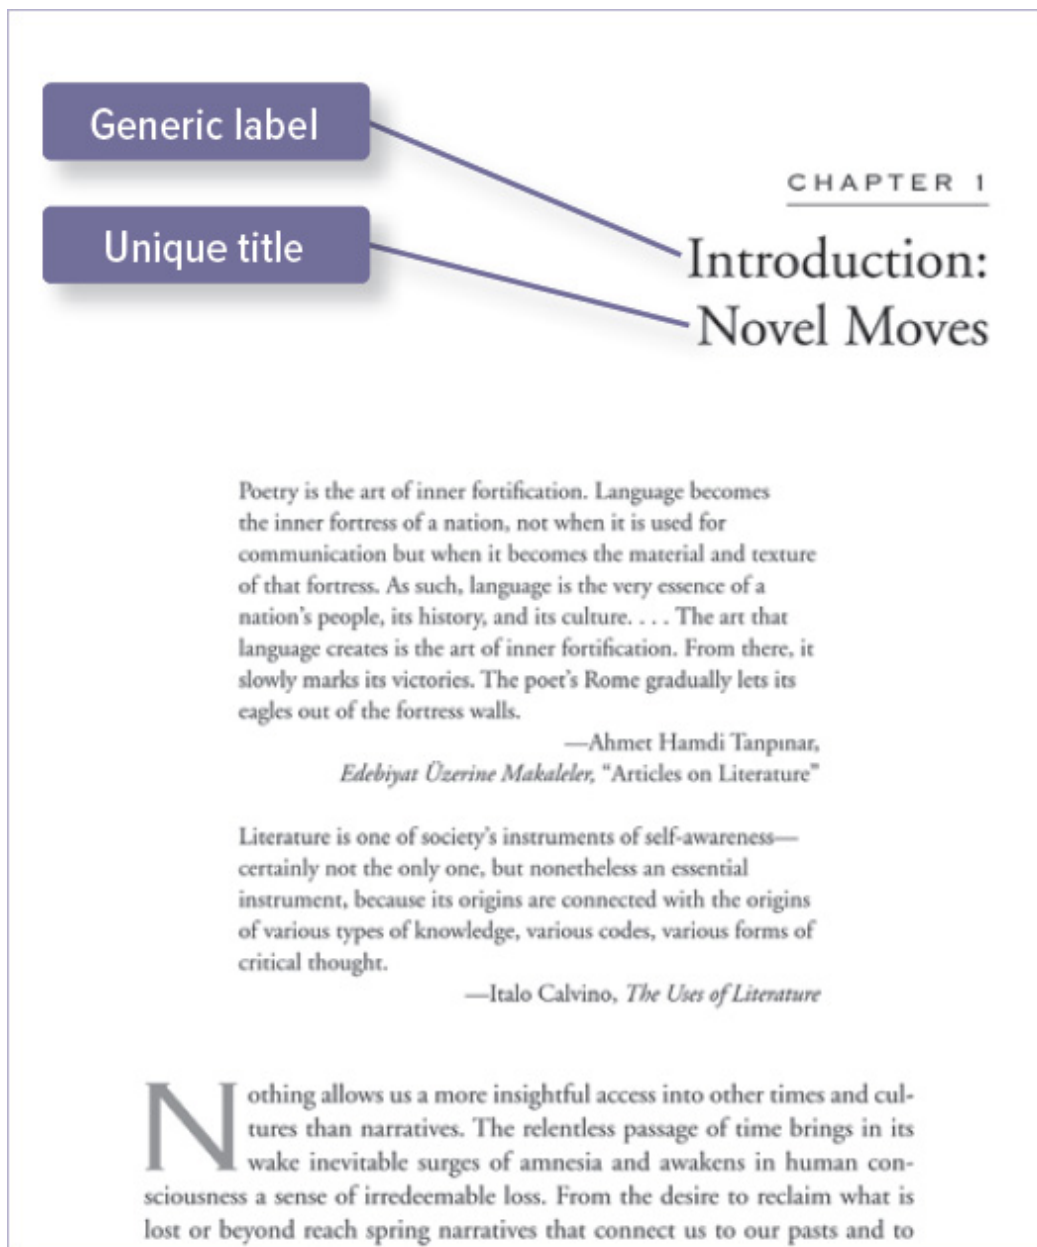 Generic label
Unique title
CHAPTER 1
Introduction:
Novel Moves
Poetry is the art of inner fortification. Language becomes
the inner fortress of a nation, not when it is used for
communication but when it becomes the material and texture
of that fortress. As such, language is the very essence of a
nation's people, its history, and its culture. . . . The art that
language creates is the art of inner fortification. From there, it
slowly marks its victories. The poet's Rome gradually lets its
eagles out of the fortress walls.
—Ahmet Hamdi Tanpınar,
Edebiyat Üzerine Makaleler, “Articles on Literature”
Literature is one of society's instruments of self-awareness—
certainly not the only one, but nonetheless an essential
instrument, because its origins are connected with the origins
of various types of knowledge, various codes, various forms of
critical thought.
—Italo Calvino, The Uses of Literature
Nothing allows us a more insightful access into other times and cul-
tures than narratives. The relentless passage of time brings in its
wake inevitable surges of amnesia and awakens in human con-
sciousness a sense of irredeemable loss. From the desire to reclaim what is
lost or beyond reach spring narratives that connect us to our pasts and to